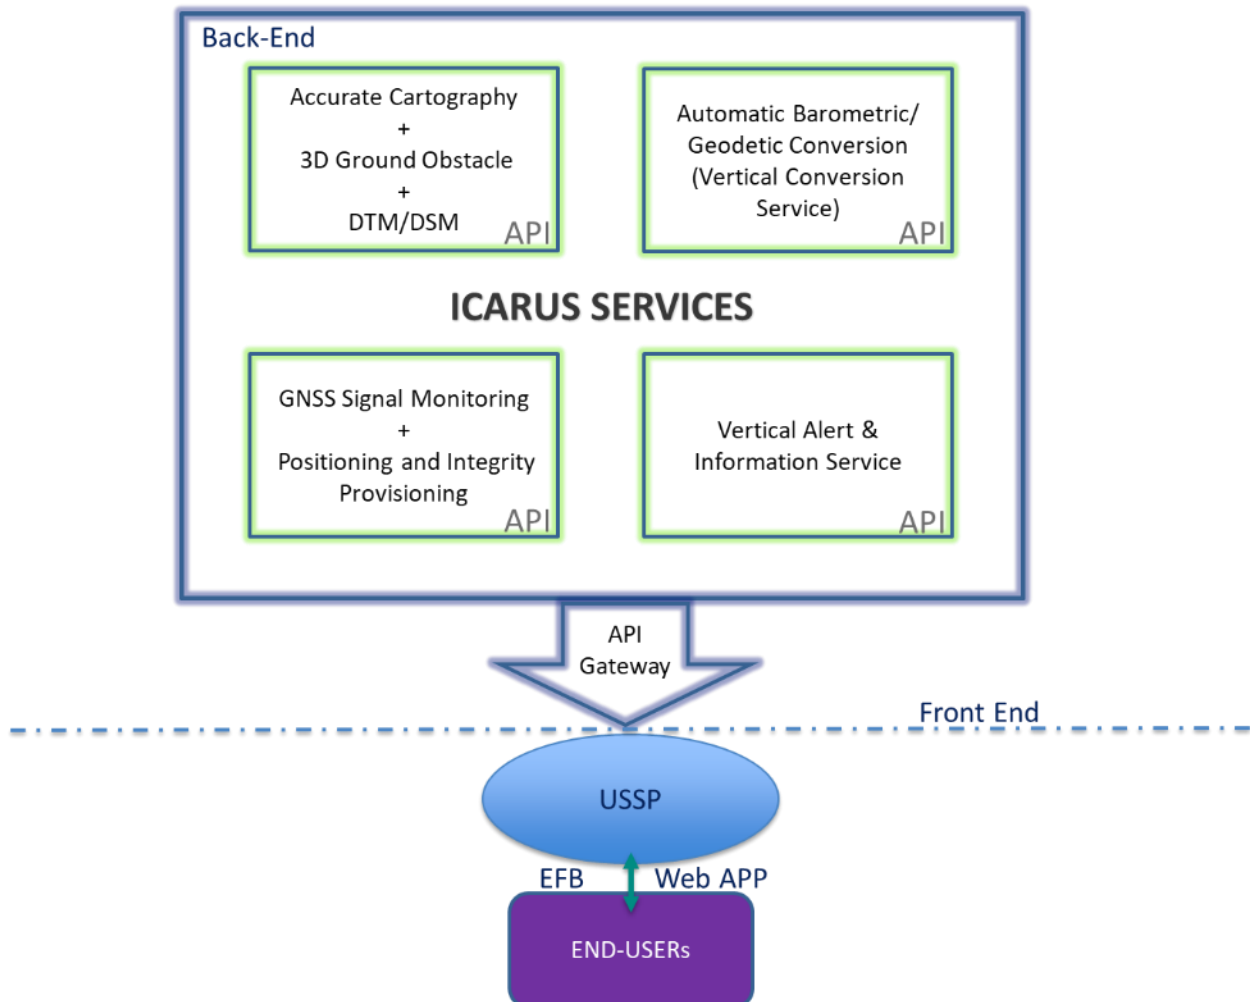 Back-End
Accurate Cartography
+
3D Ground Obstacle
+
DTM/DSM
API
Automatic Barometric/
Geodetic Conversion
(Vertical Conversion
Service)
API
ICARUS SERVICES
GNSS Signal Monitoring
+
Positioning and Integrity
Provisioning
API
Vertical Alert &
Information Service
API
API
Gateway
Front End
USSP
EFB
Web APP
END-USERs